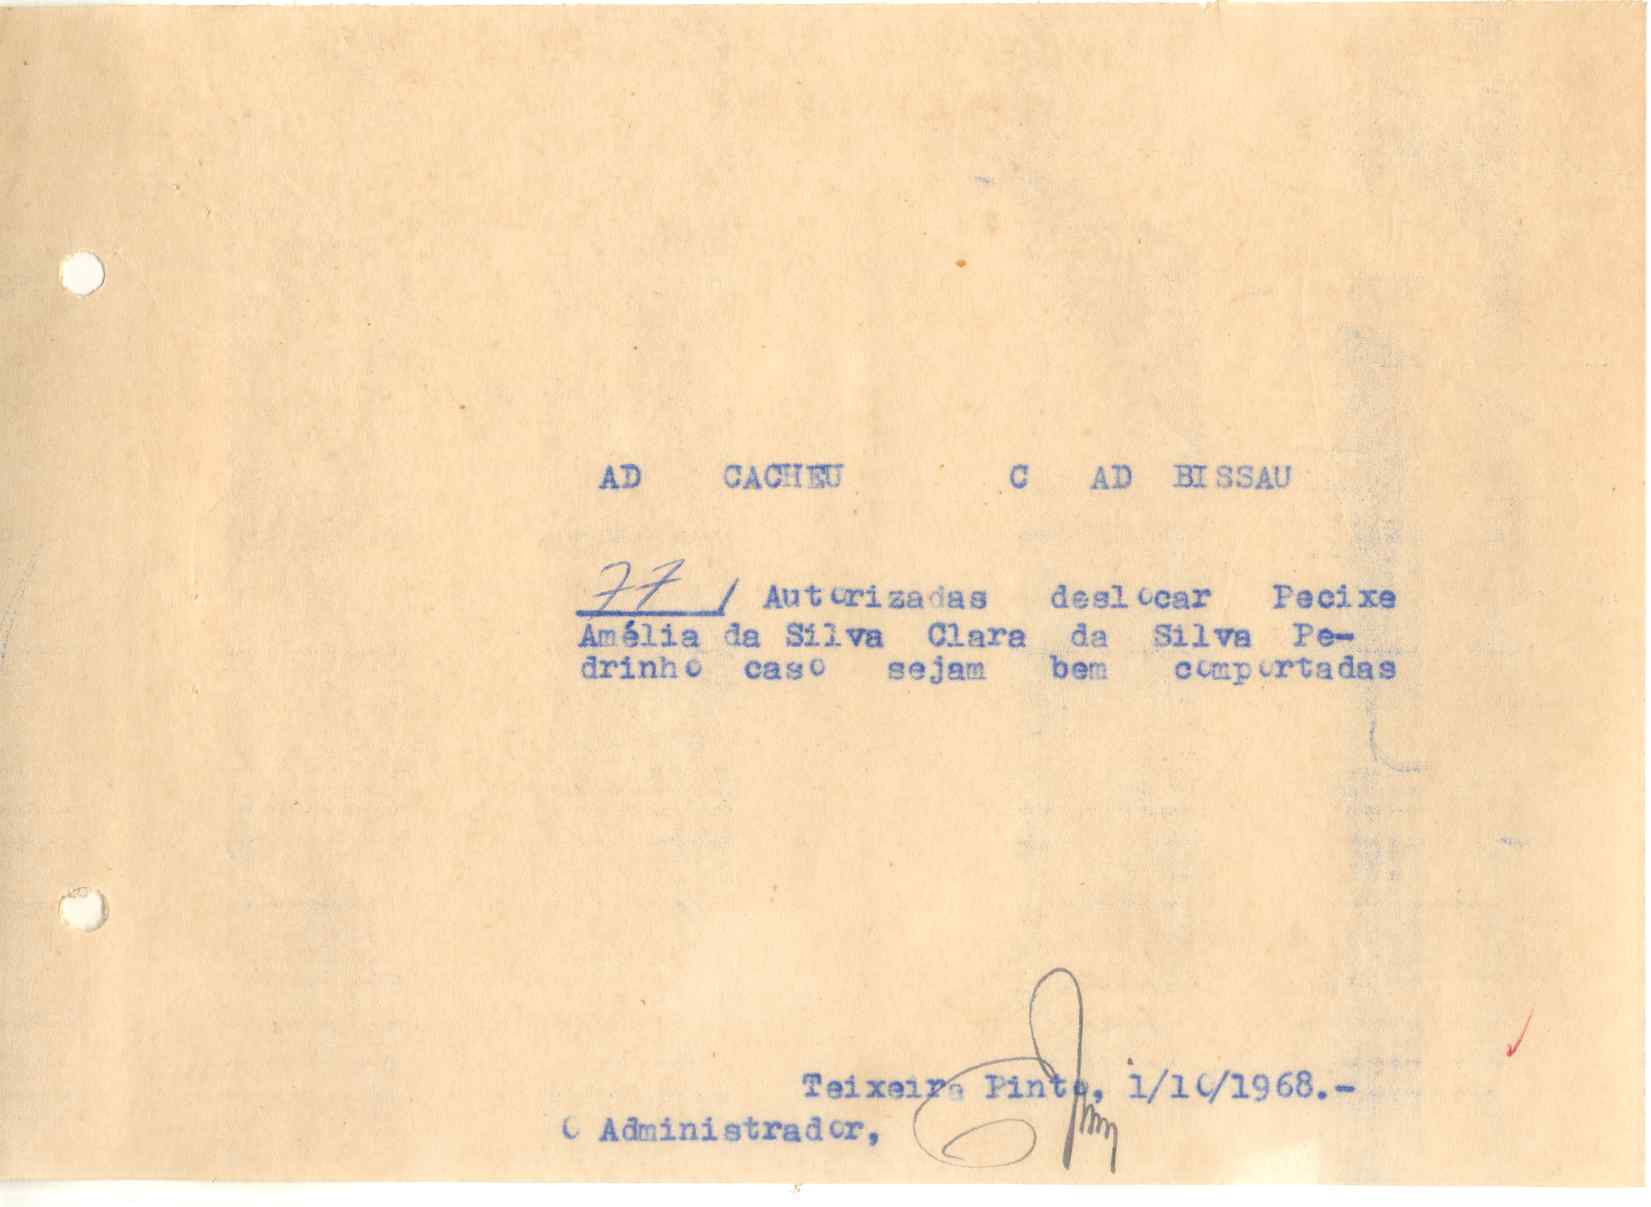 AD CACHEU C AD BISSAU
77/ Autorizadas deslocar Pecixe
Amélia da Silva Clara da Silva Pe-
drinho caso sejam bem comportadas
Teixeira Pinto, 1/10/1968.-
O Administrador,